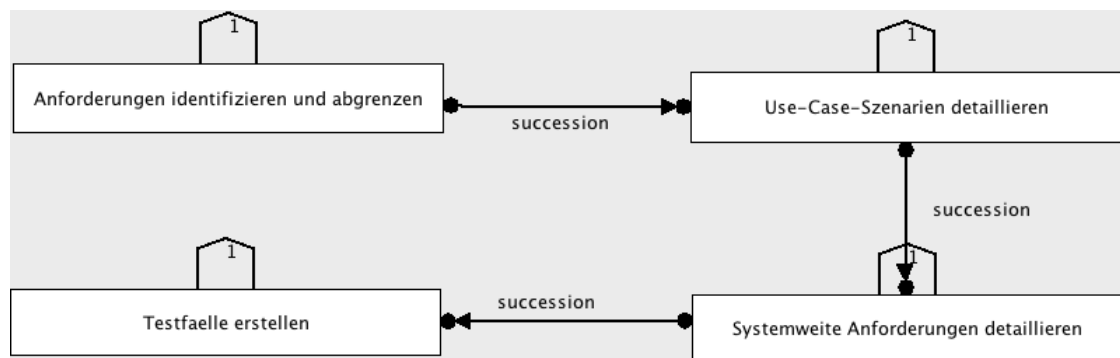 1
1
Anforderungen identifizieren und abgrenzen
Use-Case-Szenarien detaillieren
succession
succession
1
1
succession
Testfaelle erstellen
Systemweite Anforderungen detaillieren